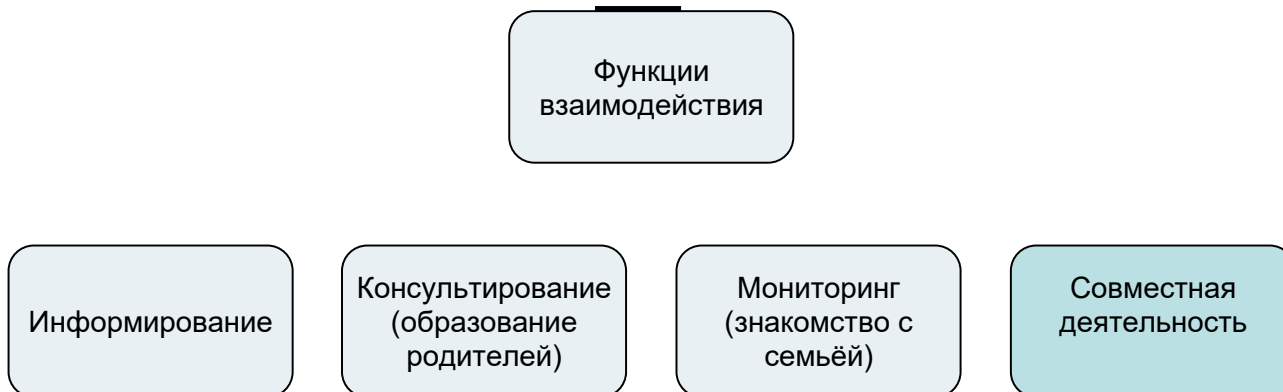 Функции
взаимодействия
Информирование
Консультирование
(образование
родителей)
Мониторинг
(знакомство с
семьёй)
Совместная
деятельность